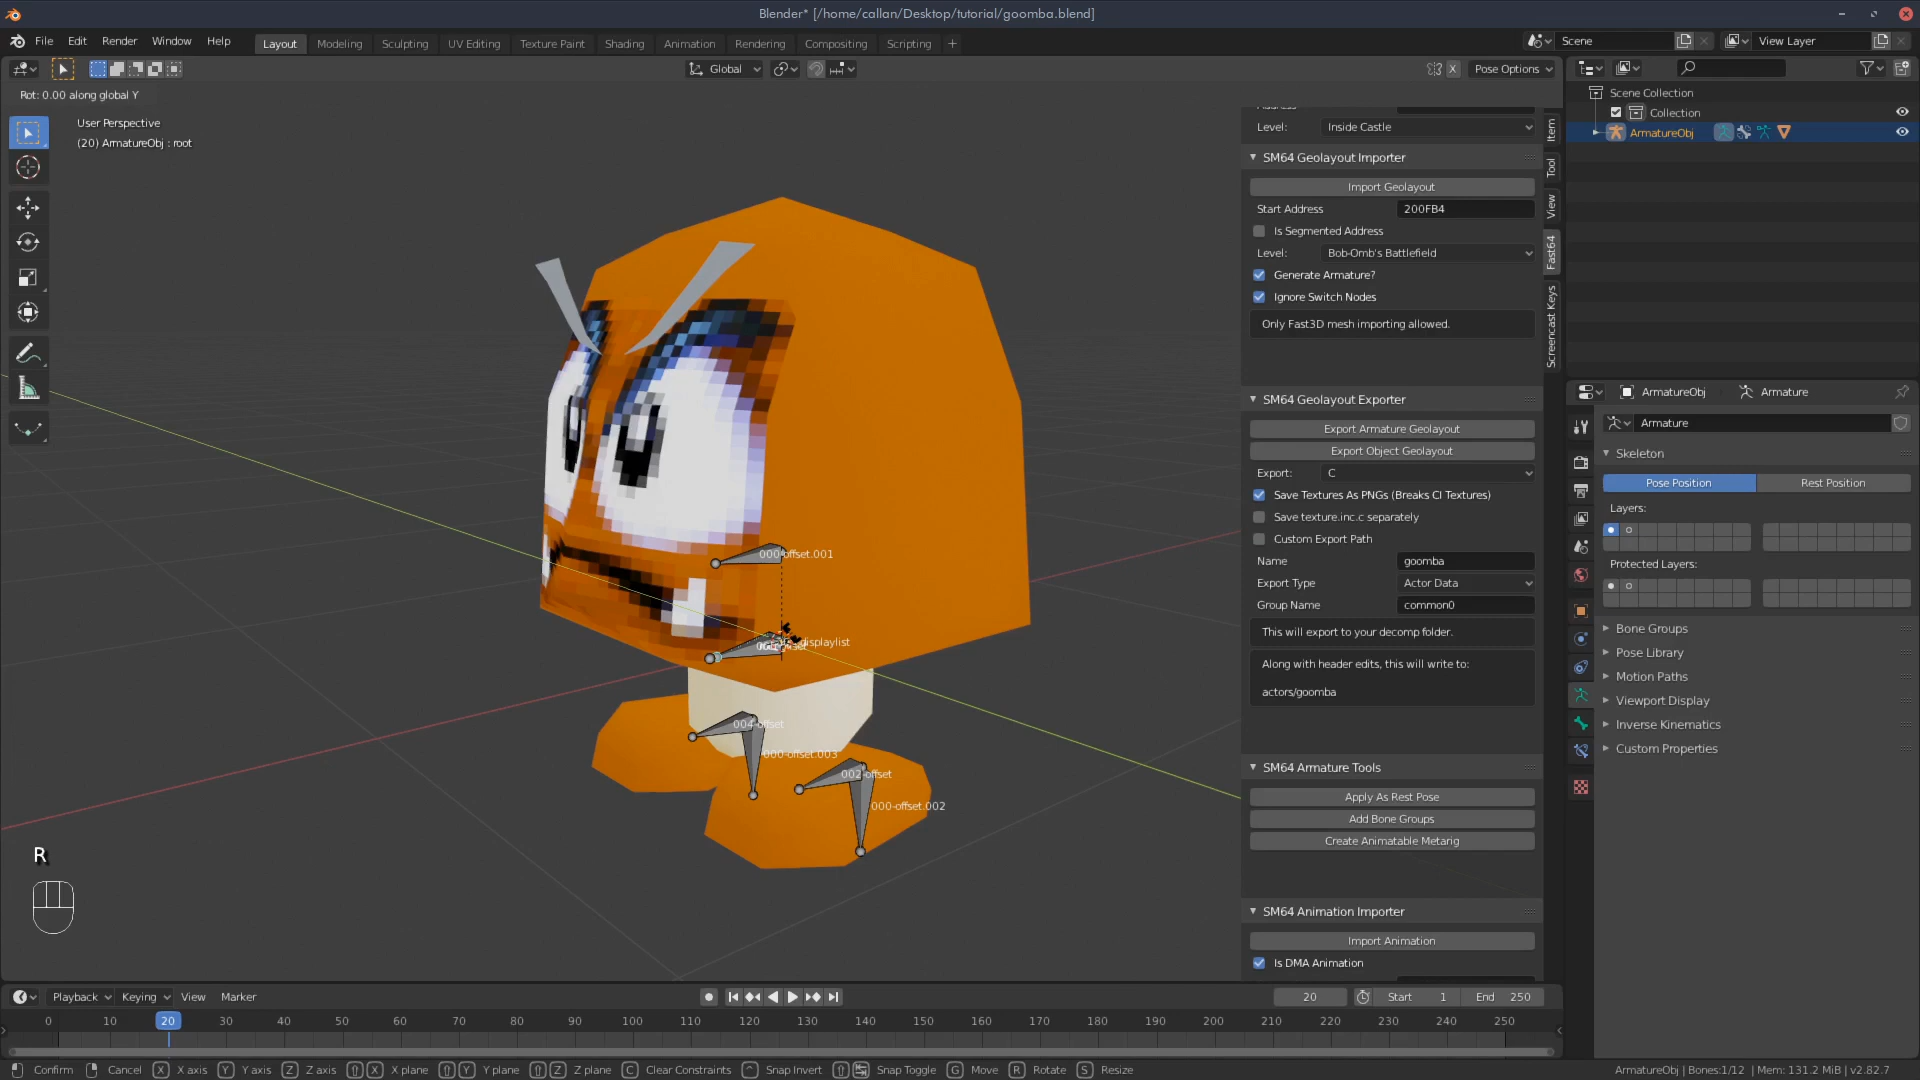 Blender* [/home/callan/Desktop/tutorial/goomba.blend]
File Edit Render Window Help
Layout Modeling Sculpting UV Editing Texture Paint Shading Animation Rendering Compositing Scripting +
Scene
View Layer
Global
X
Pose Options
Rot: 0.00 along global Y
User Perspective
(20) ArmatureObj : root
000-offset.001
004-offset
000-offset.003
002-offset
000-offset.002
R
Level: Inside Castle
SM64 Geolayout Importer
Import Geolayout
Start Address 200FB4
Is Segmented Address
Level: Bob-Omb's Battlefield
Generate Armature?
Ignore Switch Nodes
Only Fast3D mesh importing allowed.
SM64 Geolayout Exporter
Export Armature Geolayout
Export Object Geolayout
Export: C
Save Textures As PNGs (Breaks CI Textures)
Save texture.inc.c separately
Custom Export Path
Name goomba
Export Type Actor Data
Group Name common0
This will export to your decomp folder.
Along with header edits, this will write to:
actors/goomba
SM64 Armature Tools
Apply As Rest Pose
Add Bone Groups
Create Animatable Metarig
SM64 Animation Importer
Import Animation
Is DMA Animation
Item
Tool
View
Fast64
Screencast Keys
Scene Collection
Collection
ArmatureObj
ArmatureObj Armature
Armature
Skeleton
Pose Position Rest Position
Layers:
Protected Layers:
Bone Groups
Pose Library
Motion Paths
Viewport Display
Inverse Kinematics
Custom Properties
Playback Keying View Marker
20 Start 1 End 250
0 10 20 30 40 50 60 70 80 90 100 110 120 130 140 150 160 170 180 190 200 210 220 230 240 250
Confirm Cancel X X axis Y Y axis Z Z axis X X plane Y Y plane Z Z plane C Clear Constraints Snap Invert Snap Toggle G Move R Rotate S Resize
ArmatureObj | Bones:1/12 | Mem: 131.2 MiB | v2.82.7